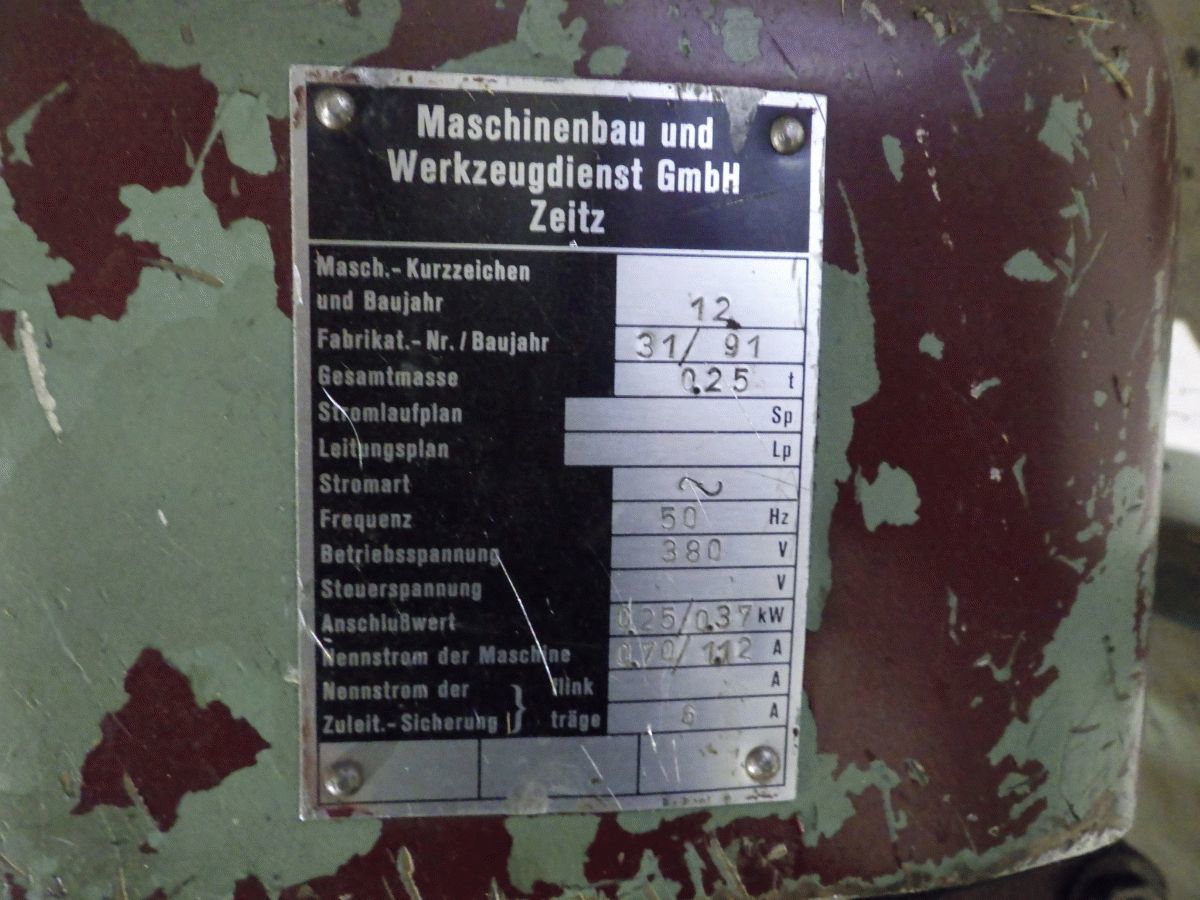 Maschinenbau und
Werkzeugdienst GmbH
Zeitz
Masch.-Kurzzeichen
und Baujahr 12
Fabrikat.-Nr./Baujahr 31/ 91
Gesamtmasse 0.25 t
Stromlaufplan Sp
Leitungsplan Lp
Stromart ~
Frequenz 50 Hz
Betriebsspannung 380 V
Steuerspannung V
Anschlußwert 0.25/0.37 kW
Nennstrom der Maschine 0.70/1.12 A
Nennstrom der flink A
Zuleit.-Sicherung } träge 6 A